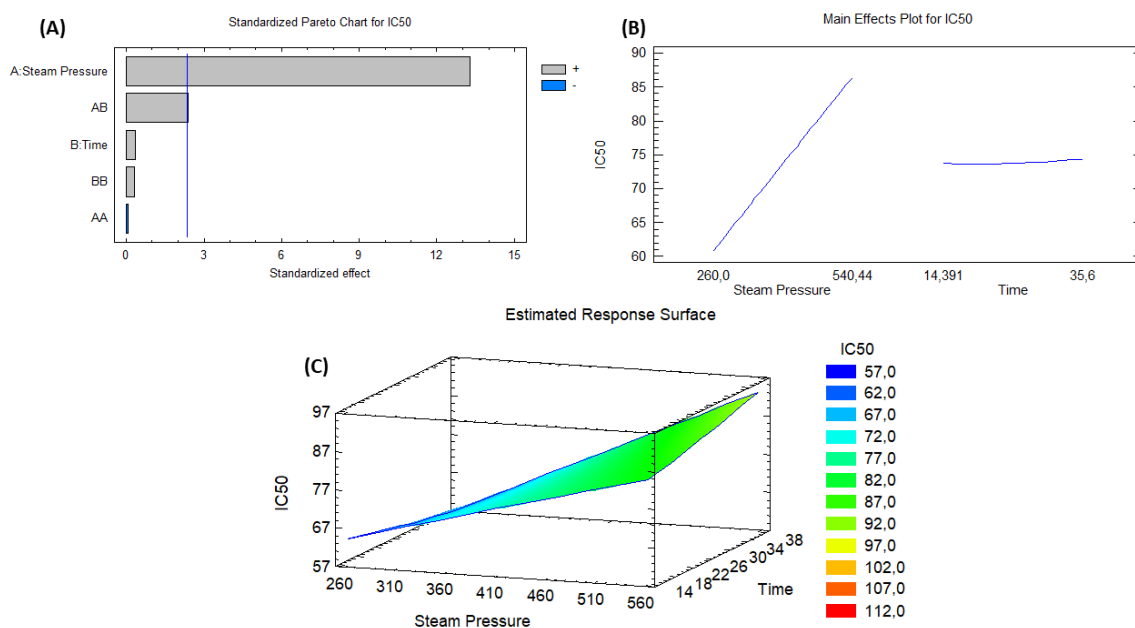 (A)
Standardized Pareto Chart for IC50
A:Steam Pressure
AB
B:Time
BB
AA
0 3 6 9 12 15
Standardized effect
+
-
(B)
Main Effects Plot for IC50
IC50
90
85
80
75
70
65
60
260,0 540,44 14,391 35,6
Steam Pressure Time
Estimated Response Surface
(C)
IC50
97
87
77
67
57
260 310 360 410 460 510 560
Steam Pressure
14 18 22 26 30 34 38
Time
IC50
57,0
62,0
67,0
72,0
77,0
82,0
87,0
92,0
97,0
102,0
107,0
112,0